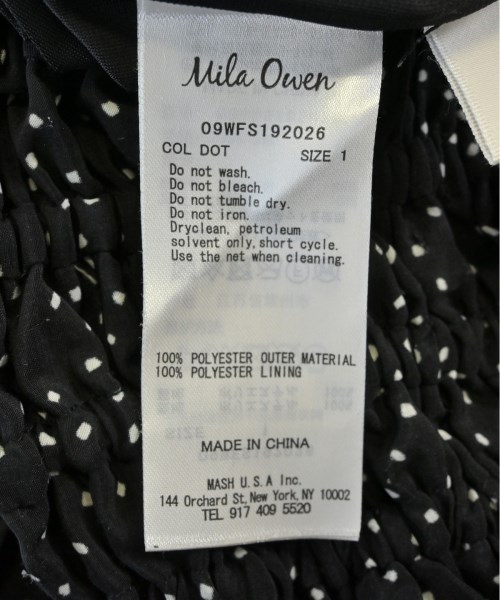 Mila Owen
09WFS192026
COL DOT SIZE 1
Do not wash.
Do not bleach.
Do not tumble dry.
Do not iron.
Dryclean, petroleum
solvent only, short cycle.
Use the net when cleaning.
100% POLYESTER OUTER MATERIAL
100% POLYESTER LINING
MADE IN CHINA
MASH U.S.A Inc.
144 Orchard St, New York, NY 10002
TEL 917 409 5520